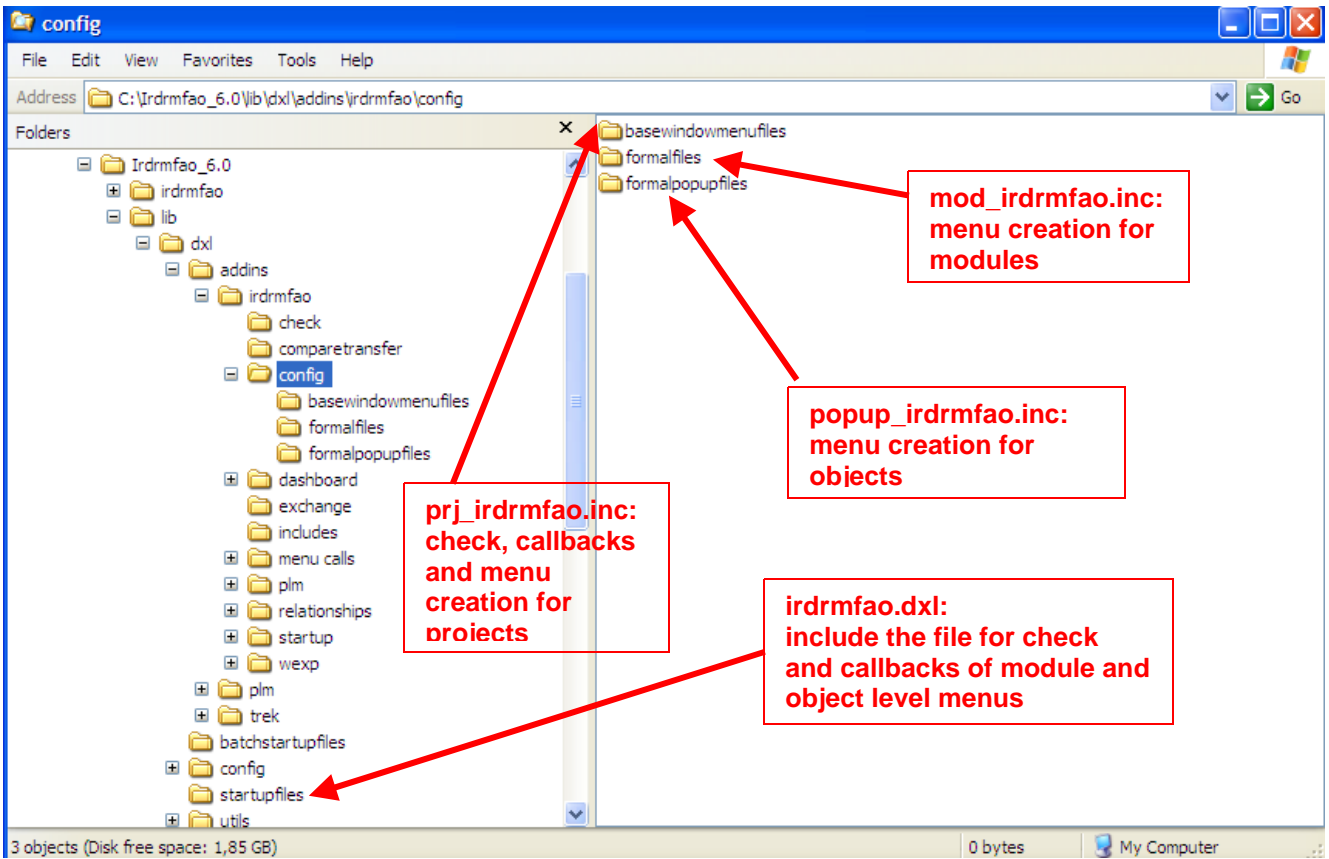 config
File Edit View Favorites Tools Help
Address C:\Irdrmfao_6.0\lib\dxl\addins\irdrmfao\config Go
Folders x
Irdrmfao_6.0
irdrmfao
lib
dxl
addins
irdrmfao
check
comparetransfer
config
basewindowmenufiles
formalfiles
formalpopupfiles
dashboard
exchange
includes
menu calls
plm
relationships
startup
wexp
plm
trek
batchstartupfiles
config
startupfiles
utils
basewindowmenufiles
formalfiles
formalpopupfiles
mod_irdrmfao.inc:
menu creation for
modules
popup_irdrmfao.inc:
menu creation for
objects
prj_irdrmfao.inc:
check, callbacks
and menu
creation for
projects
irdrmfao.dxl:
include the file for check
and callbacks of module and
object level menus
3 objects (Disk free space: 1,85 GB) 0 bytes My Computer